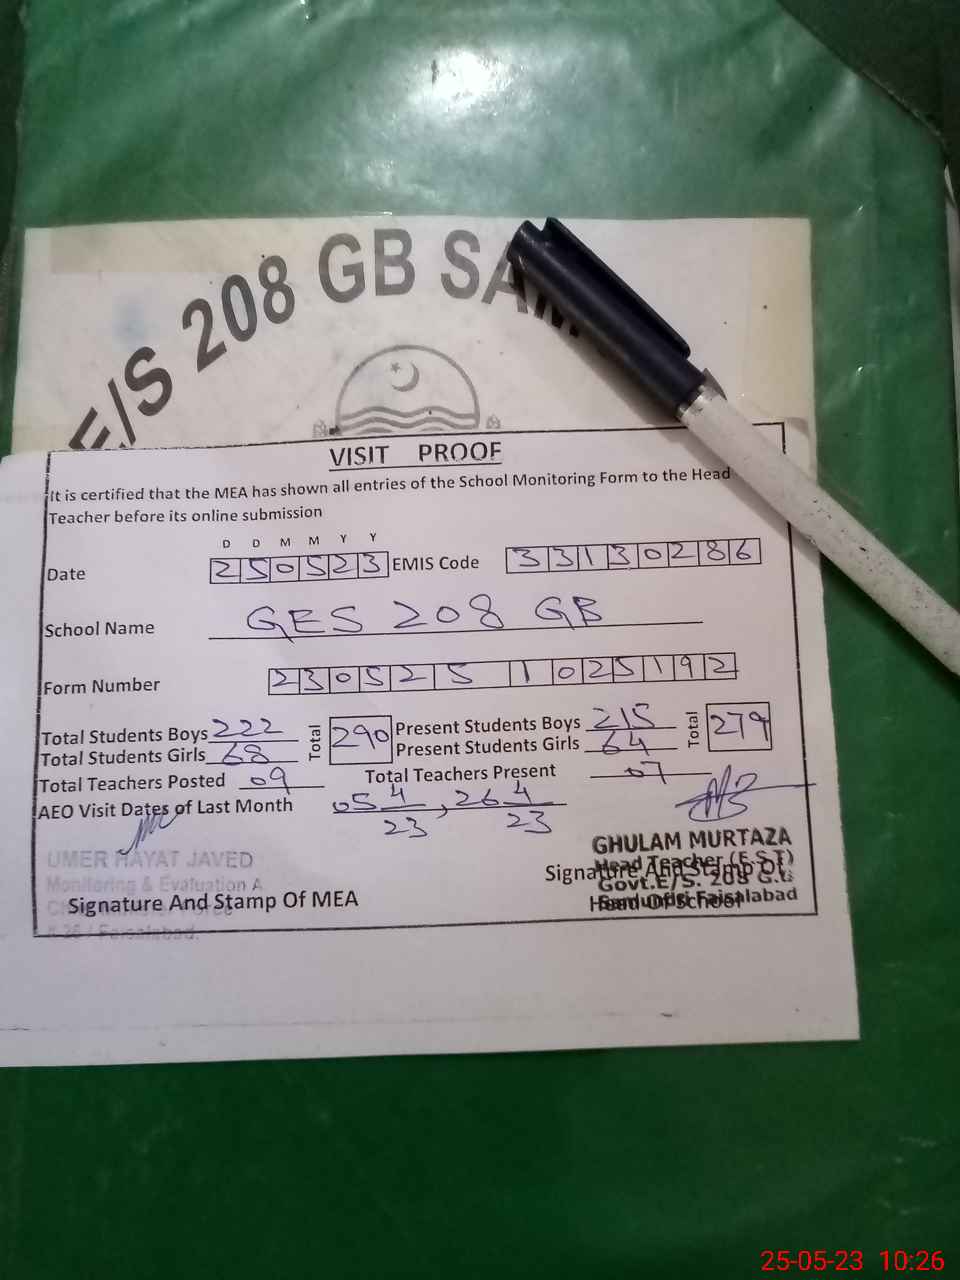 E/S 208 GB SAM
VISIT PROOF
It is certified that the MEA has shown all entries of the School Monitoring Form to the Head
Teacher before its online submission
D D M M Y Y
Date 250523 EMIS Code 33130286
School Name GES 208 GB
Form Number 230525 1025192
Total Students Boys 222 Total 290 Present Students Boys 215 Total 279
Total Students Girls 68 Present Students Girls 64
Total Teachers Posted 09 Total Teachers Present 07
AEO Visit Dates of Last Month 05 4/23, 26 4/23
UMER HAYAT JAVED
Monitoring & Evaluation A
Signature And Stamp Of MEA
Faisalabad.
GHULAM MURTAZA
Head Teacher (E.S.T)
Signature And Stamp Of
Govt.E/S. 208
Head Of School
Samundri Faisalabad
25-05-23 10:26